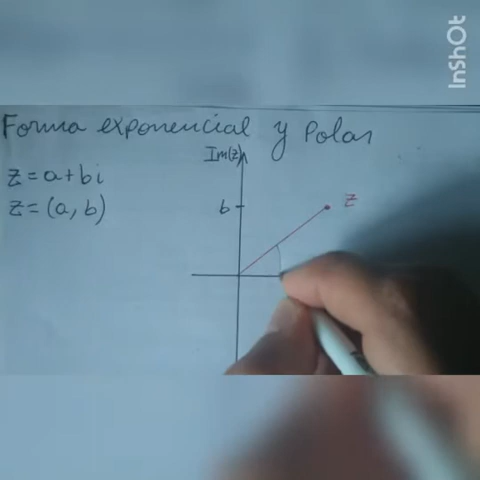 Forma exponencial y Polar
Im(z)
z = a + bi
z = (a, b)
b
z
InShOt